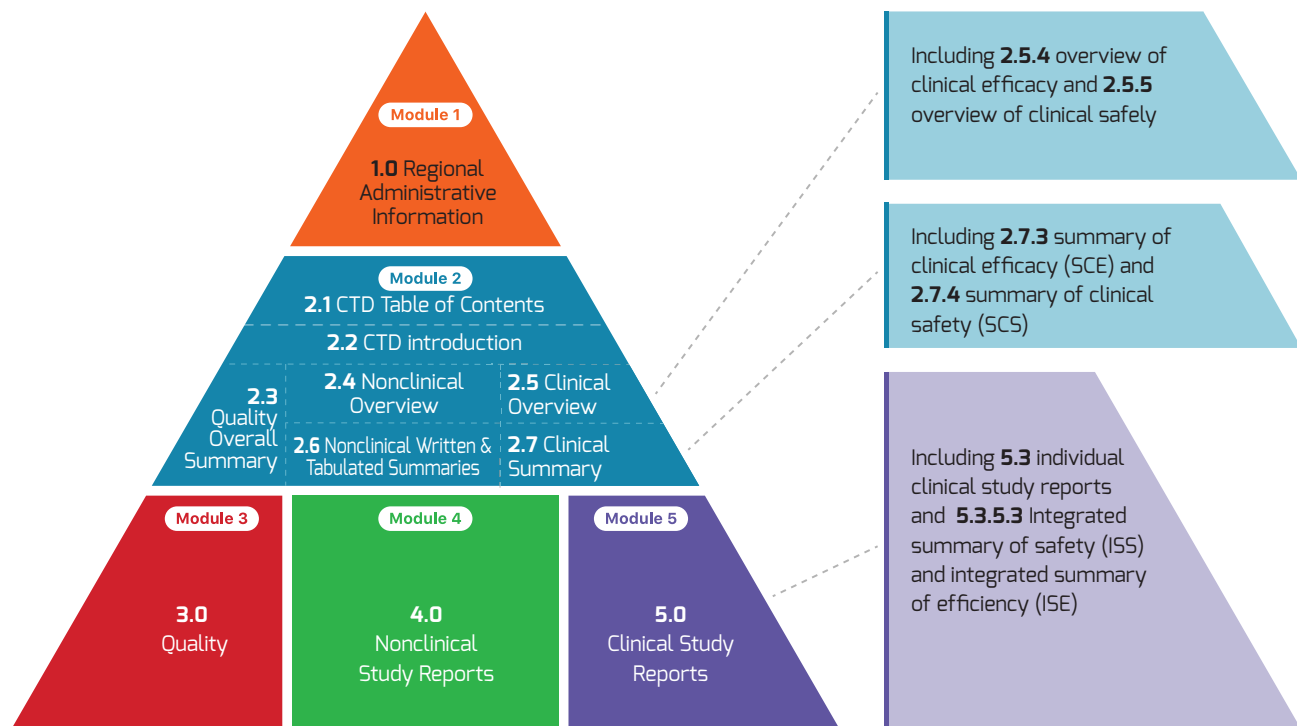 Module 1
1.0 Regional
Administrative
Information
Module 2
2.1 CTD Table of Contents
2.2 CTD introduction
2.3
Quality
Overall
Summary
2.4 Nonclinical
Overview
2.5 Clinical
Overview
2.6 Nonclinical Written &
Tabulated Summaries
2.7 Clinical
Summary
Module 3
3.0
Quality
Module 4
4.0
Nonclinical
Study Reports
Module 5
5.0
Clinical Study
Reports
Including 2.5.4 overview of
clinical efficacy and 2.5.5
overview of clinical safely
Including 2.7.3 summary of
clinical efficacy (SCE) and
2.7.4 summary of clinical
safety (SCS)
Including 5.3 individual
clinical study reports
and 5.3.5.3 Integrated
summary of safety (ISS)
and integrated summary
of efficiency (ISE)